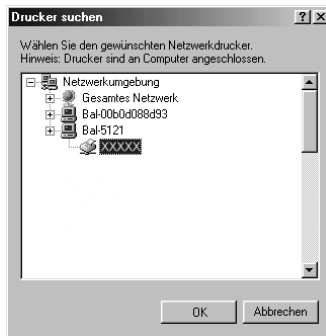 Drucker suchen
Wählen Sie den gewünschten Netzwerkdrucker.
Hinweis: Drucker sind an Computer angeschlossen.
Netzwerkumgebung
Gesamtes Netzwerk
Bal-00b0d088d93
Bal-5121
XXXXX
OK Abbrechen